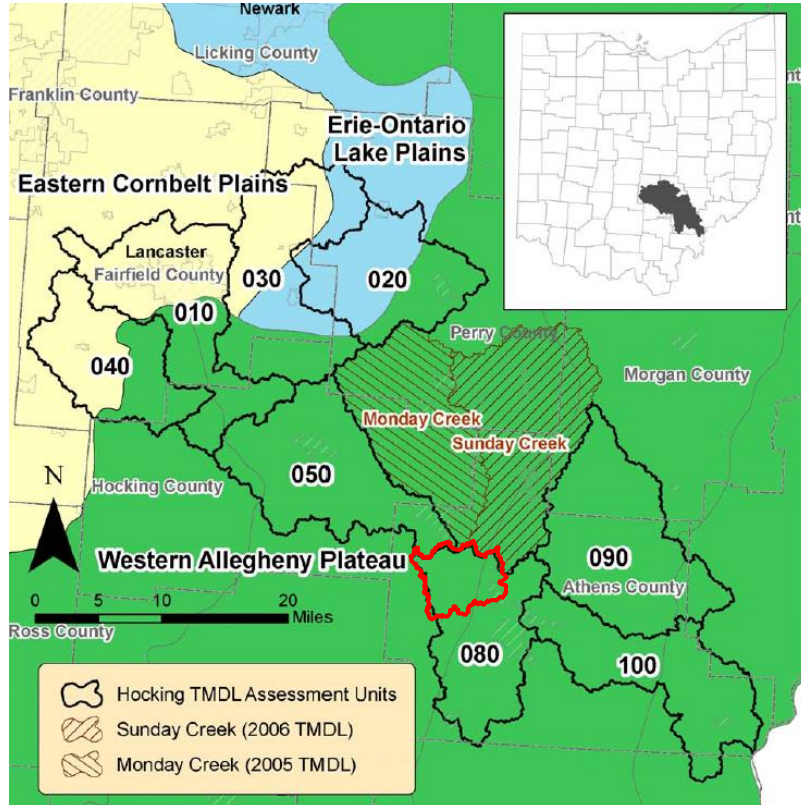 Newark
Licking County
Franklin County
Erie-Ontario
Lake Plains
Eastern Cornbelt Plains
Lancaster
Fairfield County
030
020
010
Perry County
040
Morgan County
Monday Creek
Sunday Creek
N
050
Hocking County
Western Allegheny Plateau
090
Athens County
0 5 10 20
Miles
Ross County
080
100
Hocking TMDL Assessment Units
Sunday Creek (2006 TMDL)
Monday Creek (2005 TMDL)